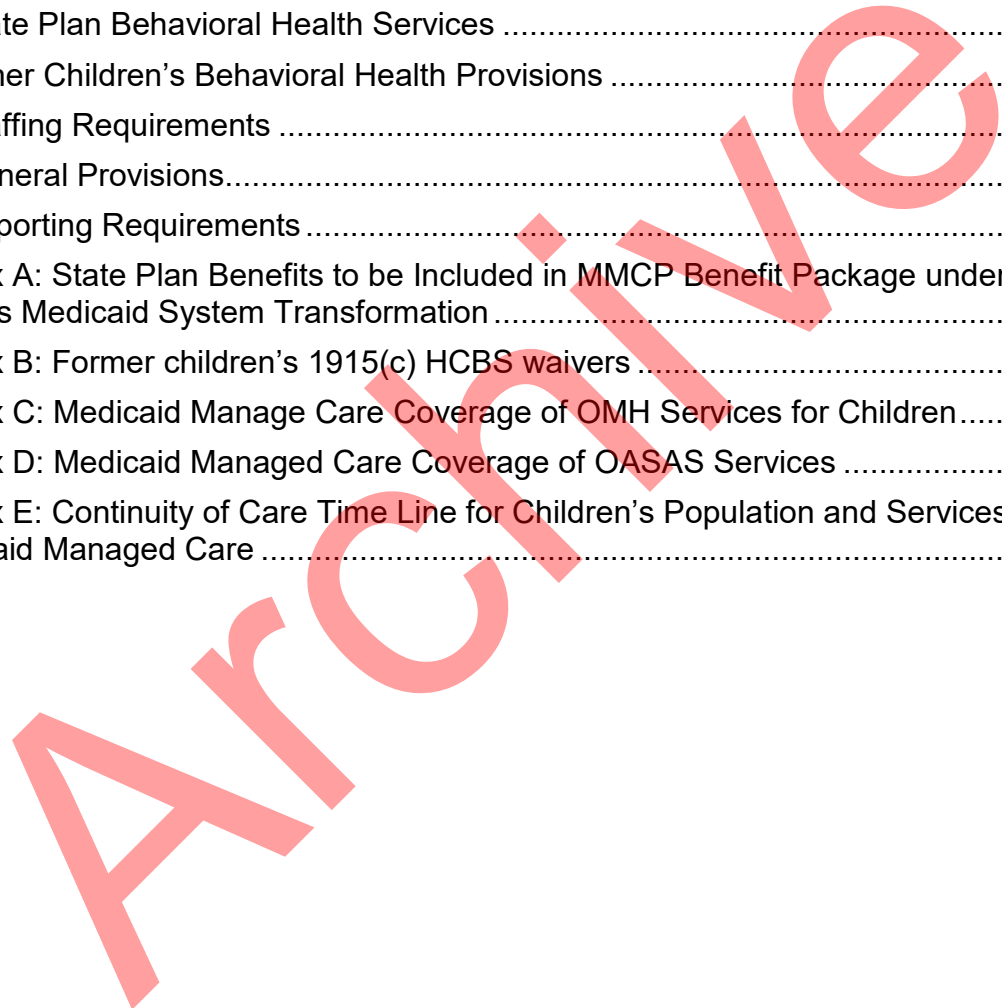 te Plan Behavioral Health Services ........................................................
er Children’s Behavioral Health Provisions ............................................
ffing Requirements .................................................................................
neral Provisions.......................................................................................
porting Requirements ..............................................................................
x A: State Plan Benefits to be Included in MMCP Benefit Package under
s Medicaid System Transformation .........................................................
x B: Former children’s 1915(c) HCBS waivers .........................................
x C: Medicaid Manage Care Coverage of OMH Services for Children.....
x D: Medicaid Managed Care Coverage of OASAS Services ..................
x E: Continuity of Care Time Line for Children’s Population and Services
aid Managed Care ...................................................................................
Archive